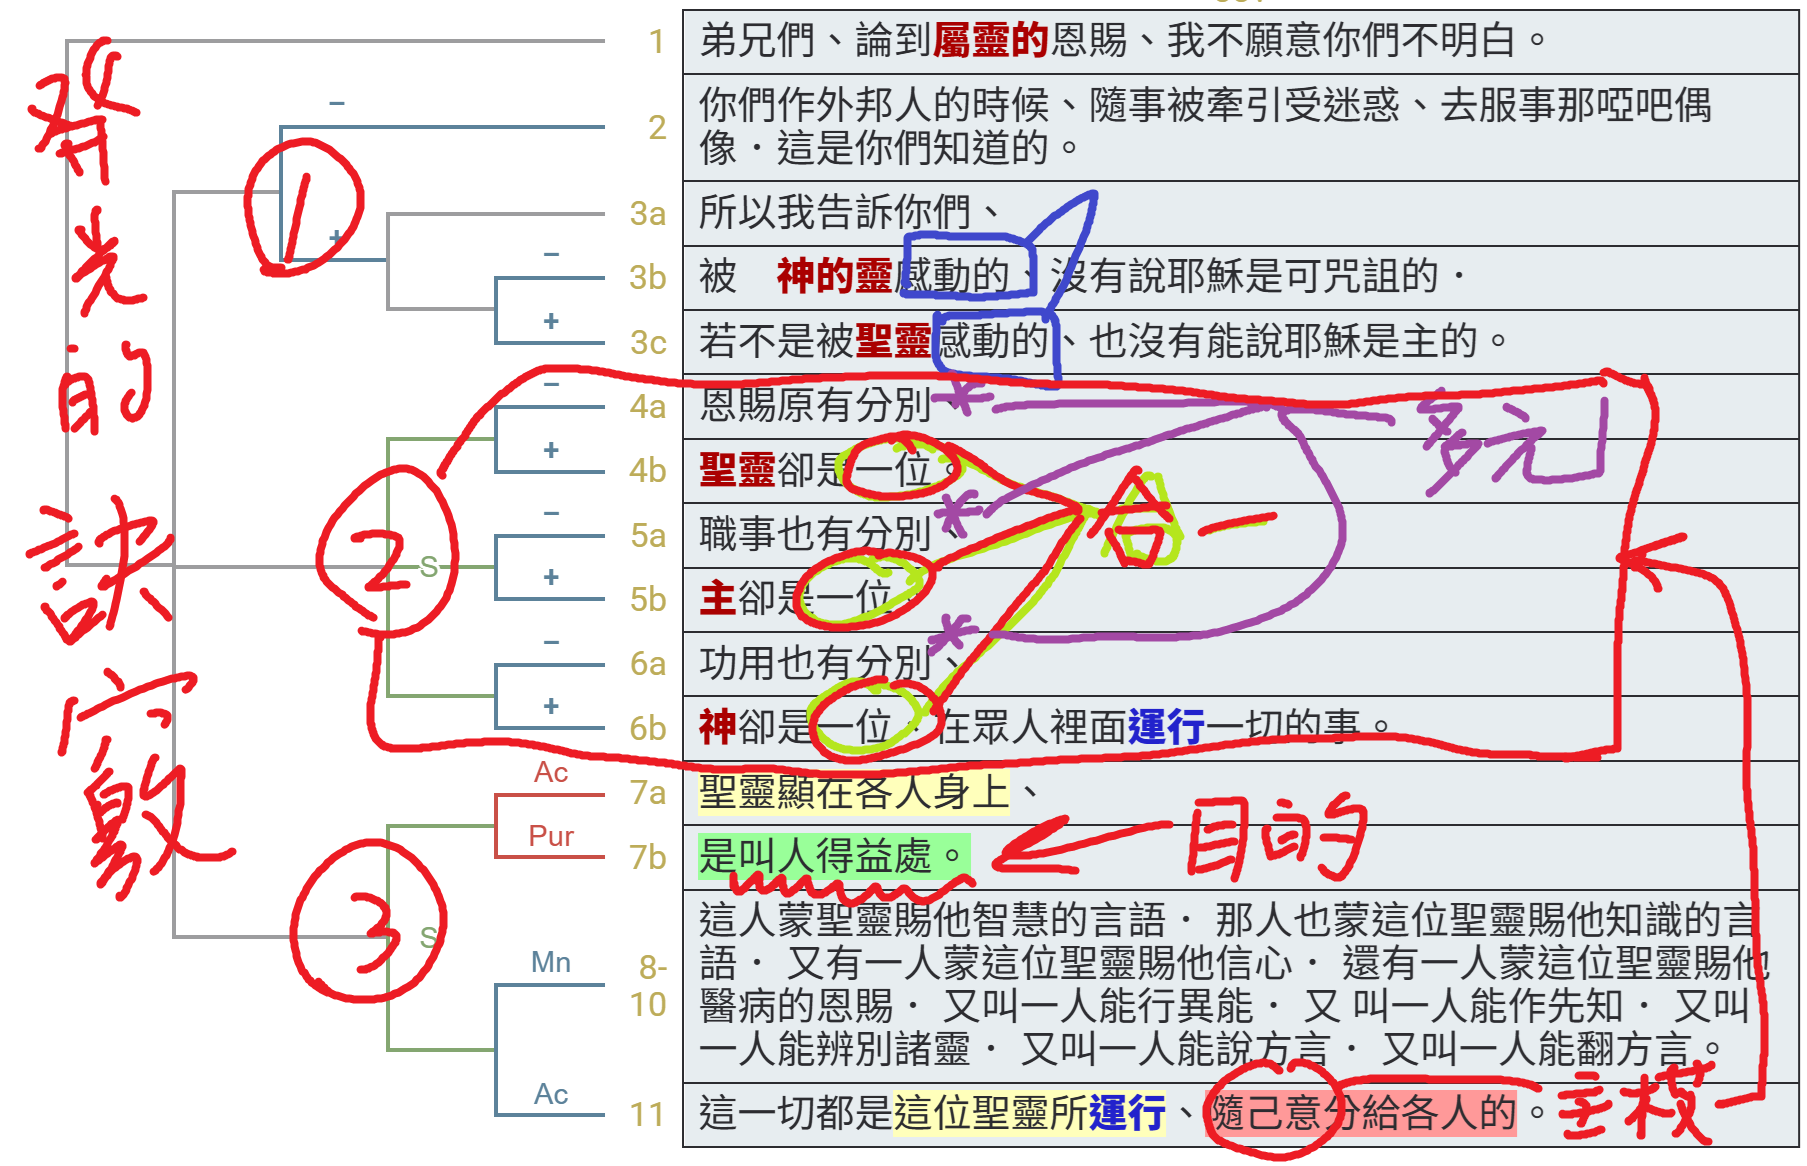 1 弟兄們、論到屬靈的恩賜、我不願意你們不明白。
− 2 你們作外邦人的時候、隨事被牽引受迷惑、去服事那啞吧偶
像．這是你們知道的。
+ 3a 所以我告訴你們、
− 3b 被 神的靈感動的、沒有說耶穌是可咒詛的．
+ 3c 若不是被聖靈感動的、也沒有能說耶穌是主的。
− 4a 恩賜原有分別、
+ 4b 聖靈卻是一位。
− 5a 職事也有分別、
S + 5b 主卻是一位。
− 6a 功用也有分別、
+ 6b 神卻是一位、在眾人裡面運行一切的事。
Ac 7a 聖靈顯在各人身上、
Pur 7b 是叫人得益處。
S Mn 8-10 這人蒙聖靈賜他智慧的言語． 那人也蒙這位聖靈賜他知識的言
語． 又有一人蒙這位聖靈賜他信心． 還有一人蒙這位聖靈賜他
醫病的恩賜． 又叫一人能行異能． 又 叫一人能作先知． 又叫
一人能辨別諸靈． 又叫一人能說方言． 又叫一人能翻方言。
Ac 11 這一切都是這位聖靈所運行、隨己意分給各人的。
1
2
3
多元
合一
目的
主權